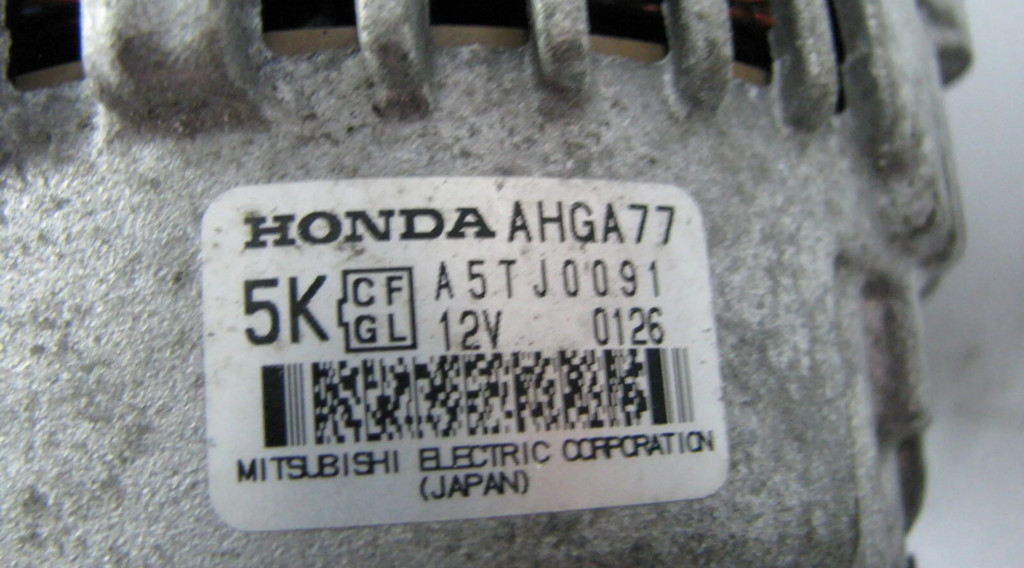 HONDA AHGA77
5K CF GL A5TJ0091
12V 0126
MITSUBISHI ELECTRIC CORPORATION
(JAPAN)